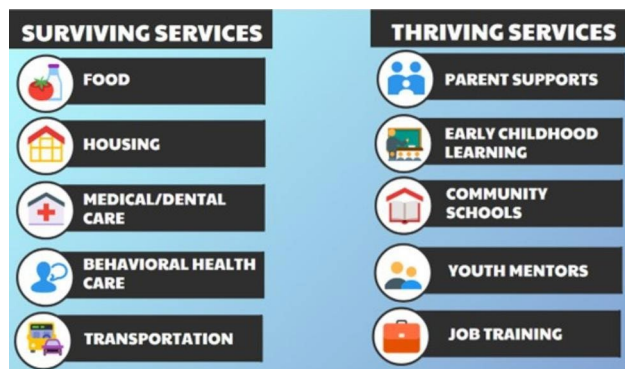 SURVIVING SERVICES
FOOD
HOUSING
MEDICAL/DENTAL
CARE
BEHAVIORAL HEALTH
CARE
TRANSPORTATION
THRIVING SERVICES
PARENT SUPPORTS
EARLY CHILDHOOD
LEARNING
COMMUNITY
SCHOOLS
YOUTH MENTORS
JOB TRAINING